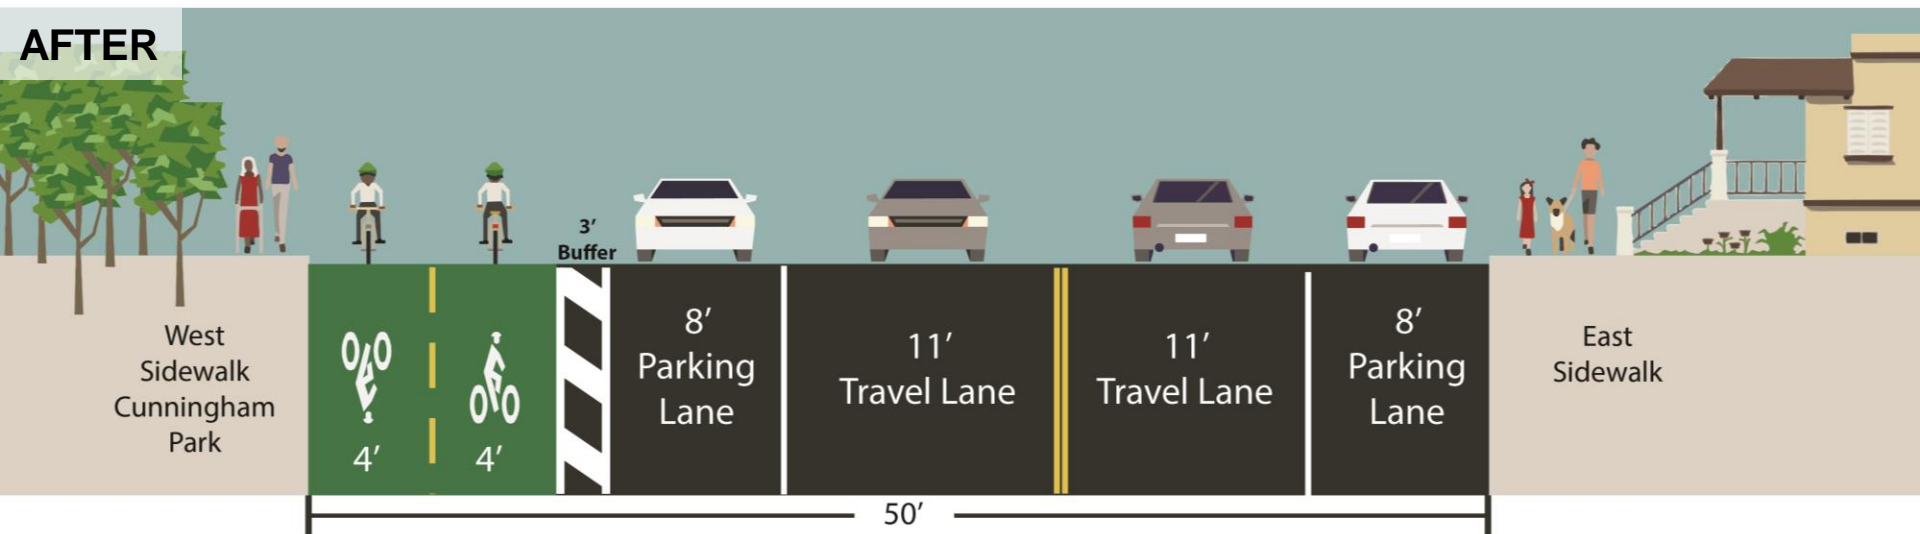 AFTER
3’
Buffer
West
Sidewalk
Cunningham
Park
4’
4’
8’
Parking
Lane
11’
Travel Lane
11’
Travel Lane
8’
Parking
Lane
East
Sidewalk
50’